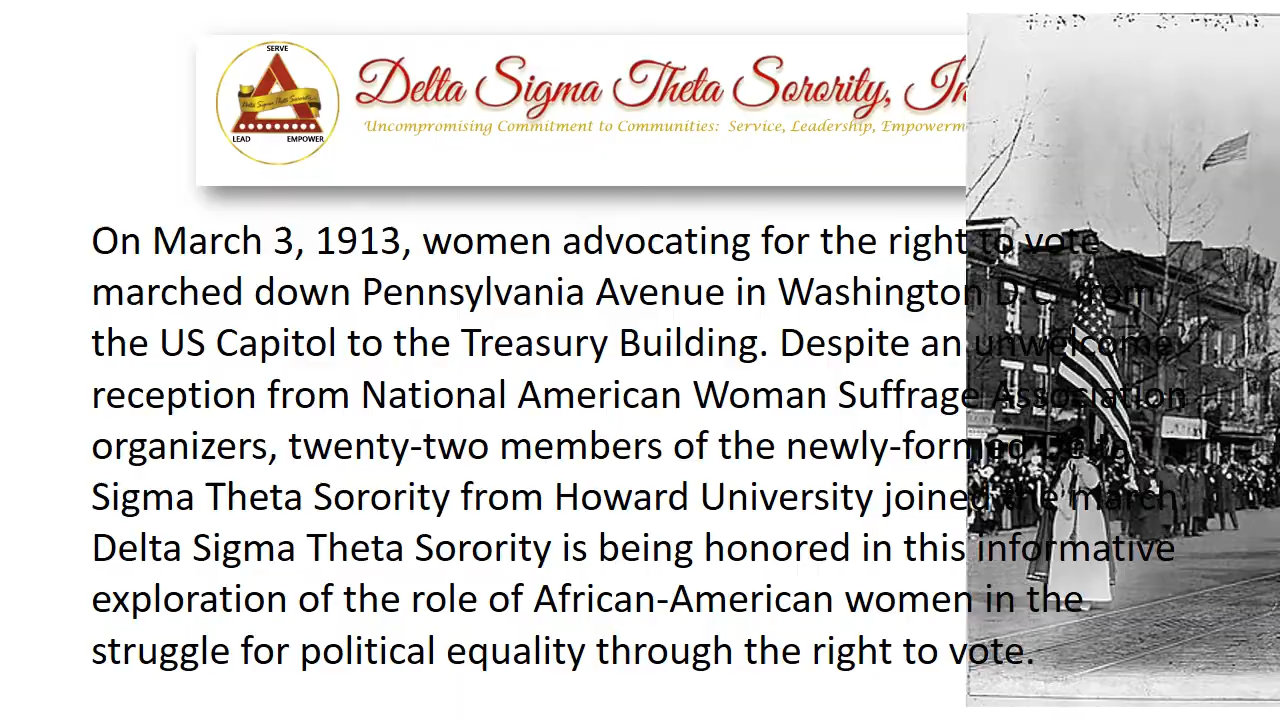 SERVE
Delta Sigma Theta Sorority, In
Delta Sigma Theta Sorority
Uncompromising Commitment to Communities: Service, Leadership, Empowerm
LEAD EMPOWER
On March 3, 1913, women advocating for the right to vote
marched down Pennsylvania Avenue in Washington D.C. from
the US Capitol to the Treasury Building. Despite an unwelcome
reception from National American Woman Suffrage Association
organizers, twenty-two members of the newly-formed Delta
Sigma Theta Sorority from Howard University joined the march.
Delta Sigma Theta Sorority is being honored in this informative
exploration of the role of African-American women in the
struggle for political equality through the right to vote.